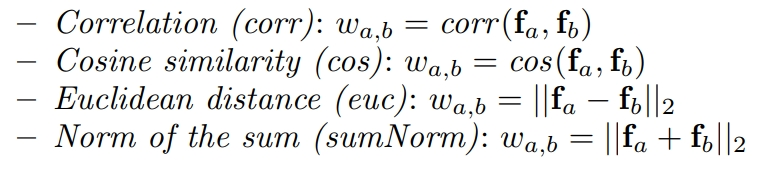 – Correlation (corr): w_{a,b} = corr(f_a, f_b)
– Cosine similarity (cos): w_{a,b} = cos(f_a, f_b)
– Euclidean distance (euc): w_{a,b} = ||f_a − f_b||_2
– Norm of the sum (sumNorm): w_{a,b} = ||f_a + f_b||_2